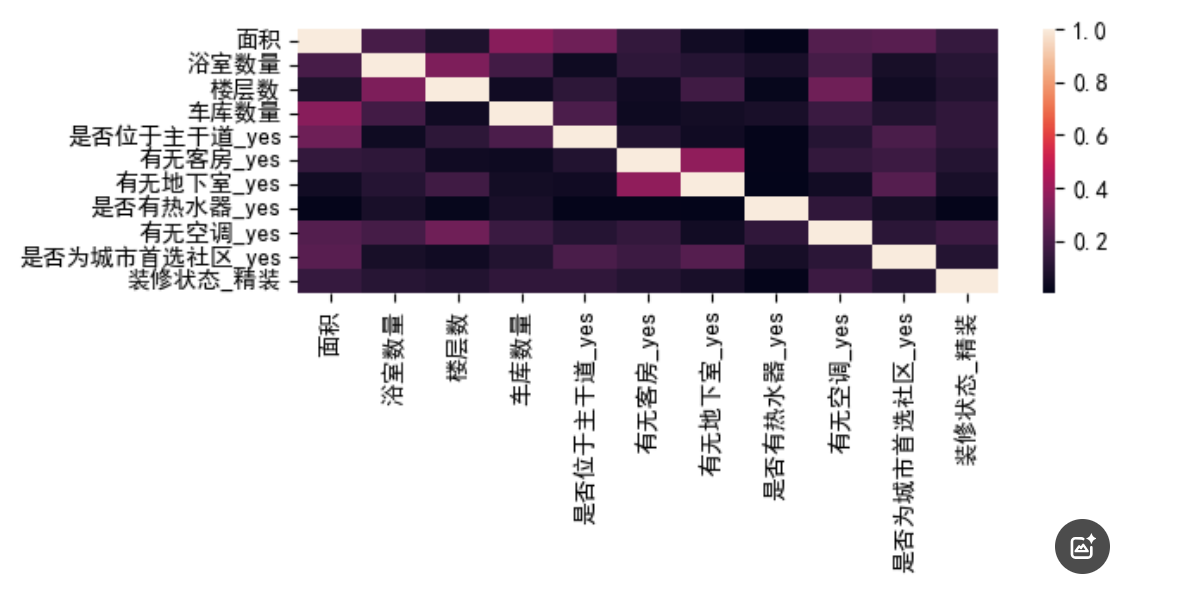 面积
浴室数量
楼层数
车库数量
是否位于主干道_yes
有无客房_yes
有无地下室_yes
是否有热水器_yes
有无空调_yes
是否为城市首选社区_yes
装修状态_精装
面积
浴室数量
楼层数
车库数量
是否位于主干道_yes
有无客房_yes
有无地下室_yes
是否有热水器_yes
有无空调_yes
是否为城市首选社区_yes
装修状态_精装
1.0
0.8
0.6
0.4
0.2